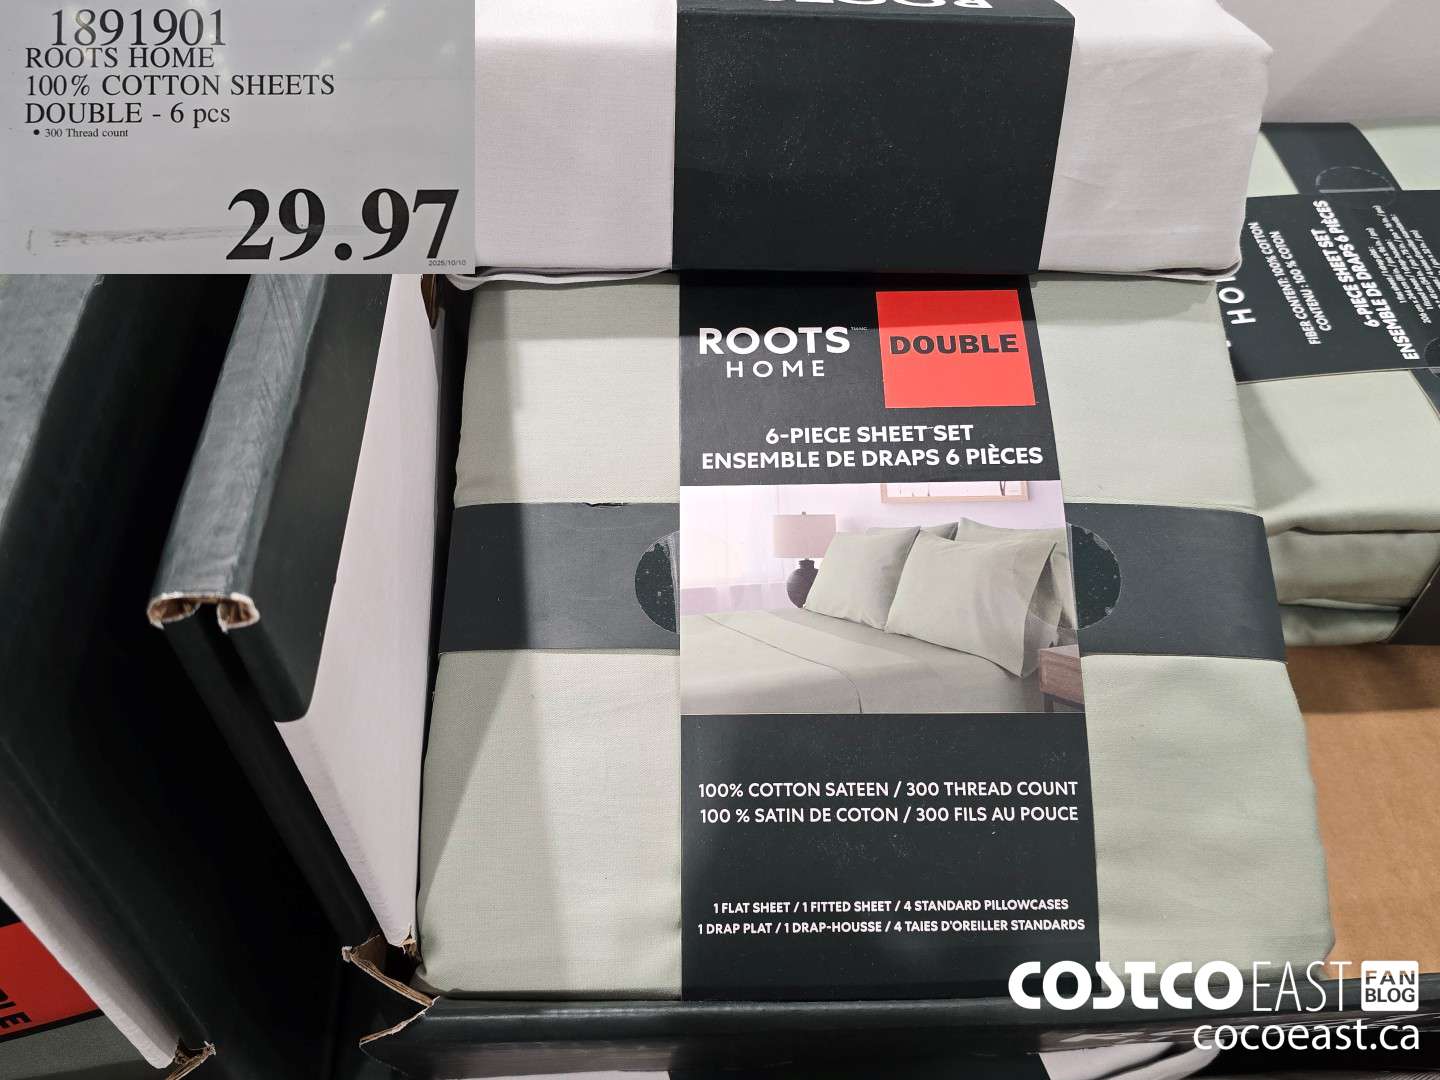 1891901
ROOTS HOME
100% COTTON SHEETS
DOUBLE - 6 pcs
• 300 Thread count
29.97
2025/10/10
ROOTS
HOME
DOUBLE
6-PIECE SHEET SET
ENSEMBLE DE DRAPS 6 PIÈCES
100% COTTON SATEEN / 300 THREAD COUNT
100 % SATIN DE COTON / 300 FILS AU POUCE
1 FLAT SHEET / 1 FITTED SHEET / 4 STANDARD PILLOWCASES
1 DRAP PLAT / 1 DRAP-HOUSSE / 4 TAIES D'OREILLER STANDARDS
FIBER CONTENT: 100% COTTON
CONTENU : 100 % COTON
6-PIECE SHEET SET
ENSEMBLE DE DRAPS 6 PIÈCES
COSTCO EAST FAN BLOG
cocoeast.ca